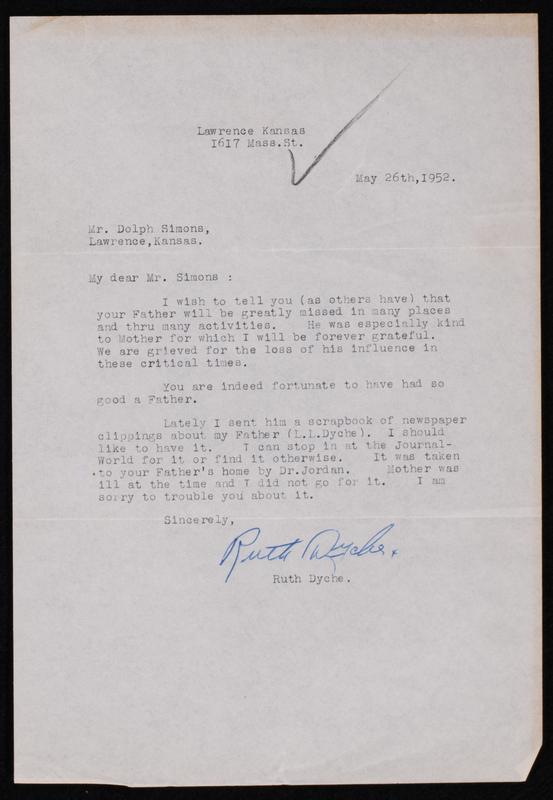 Lawrence Kansas
1617 Mass.St.
May 26th,1952.
Mr. Dolph Simons,
Lawrence,Kansas.
My dear Mr. Simons :
I wish to tell you (as others have) that
your Father will be greatly missed in many places
and thru many activities. He was especially kind
to Mother for which I will be forever grateful.
We are grieved for the loss of his influence in
these critical times.
You are indeed fortunate to have had so
good a Father.
Lately I sent him a scrapbook of newspaper
clippings about my Father (L.L.Dyche). I should
like to have it. I can stop in at the Journal-
World for it or find it otherwise. It was taken
to your Father's home by Dr.Jordan. Mother was
ill at the time and I did not go for it. I am
sorry to trouble you about it.
Sincerely,
Ruth Dyche.
Ruth Dyche.